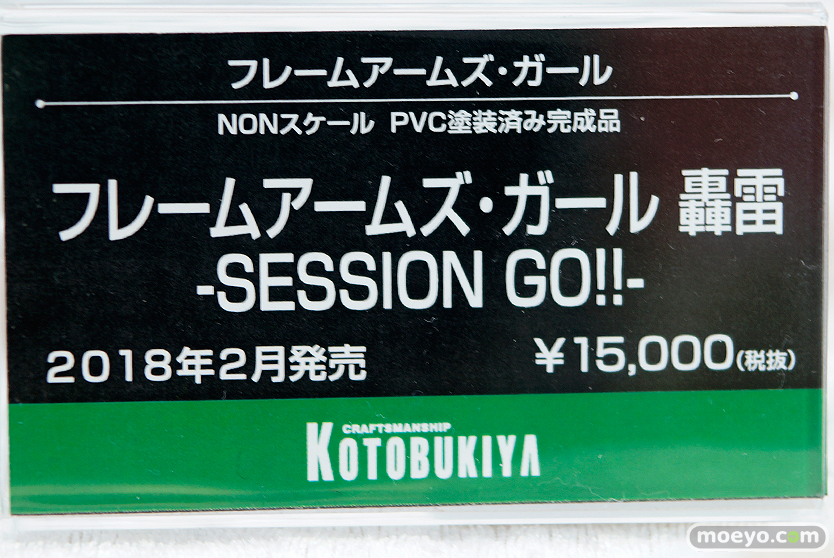 フレームアームズ・ガール
NONスケール PVC塗装済み完成品
フレームアームズ・ガール 轟雷
-SESSION GO!!-
2018年2月発売
¥15,000(税抜)
CRAFTSMANSHIP
KOTOBUKIYA
moeyo.com